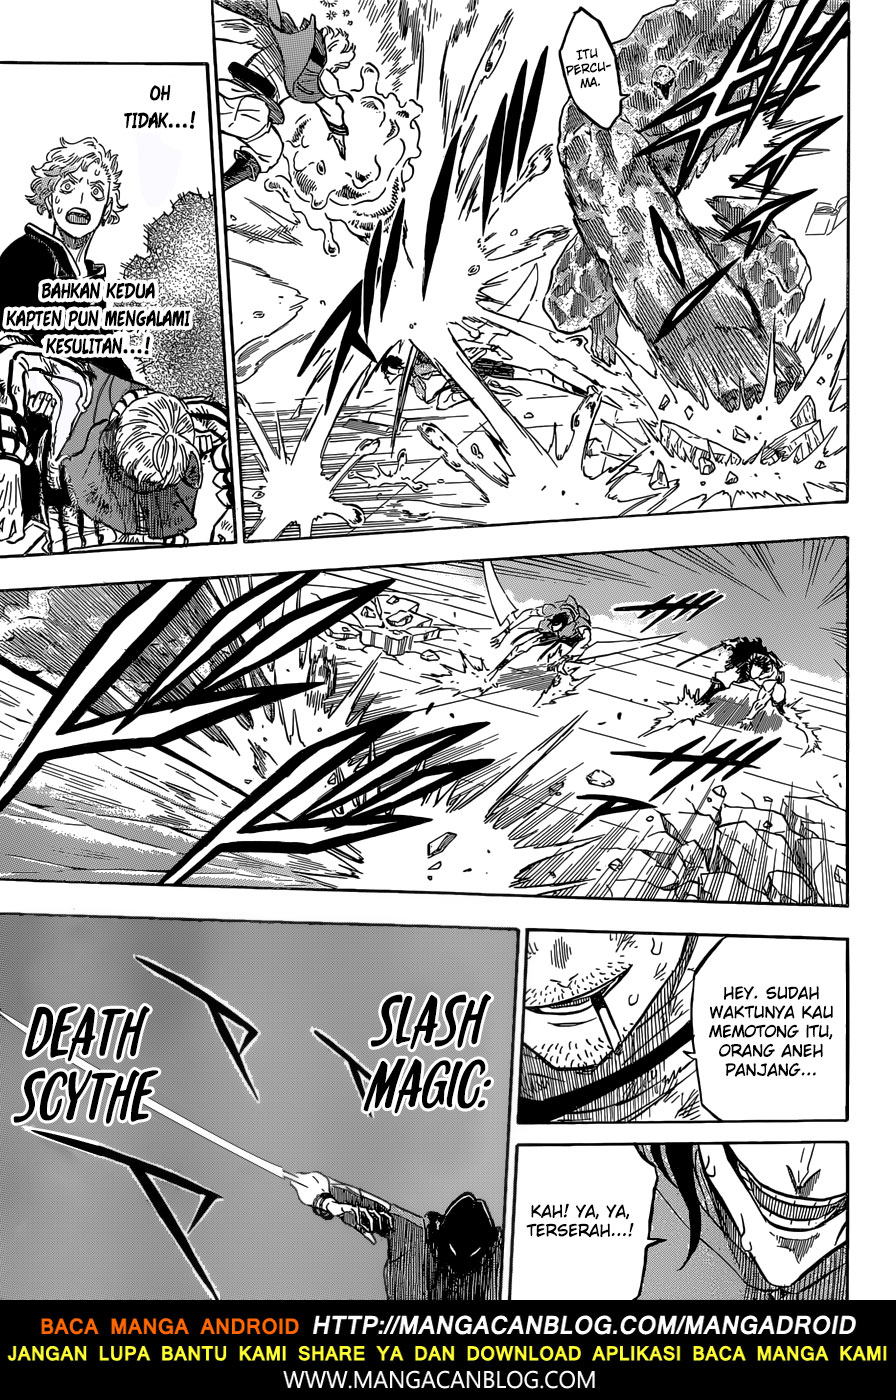 ITU
PERCU-
MA.
OH
TIDAK...!
BAHKAN KEDUA
KAPTEN PUN MENGALAMI
KESULITAN...!
HEY. SUDAH
WAKTUNYA KAU
MEMOTONG ITU,
ORANG ANEH
PANJANG...
KAH! YA, YA,
TERSERAH...!
SLASH
MAGIC:
DEATH
SCYTHE
BACA MANGA ANDROID HTTP://MANGACANBLOG.COM/MANGADROID
JANGAN LUPA BANTU KAMI SHARE YA DAN DOWNLOAD APLIKASI BACA MANGA KAMI
WWW.MANGACANBLOG.COM